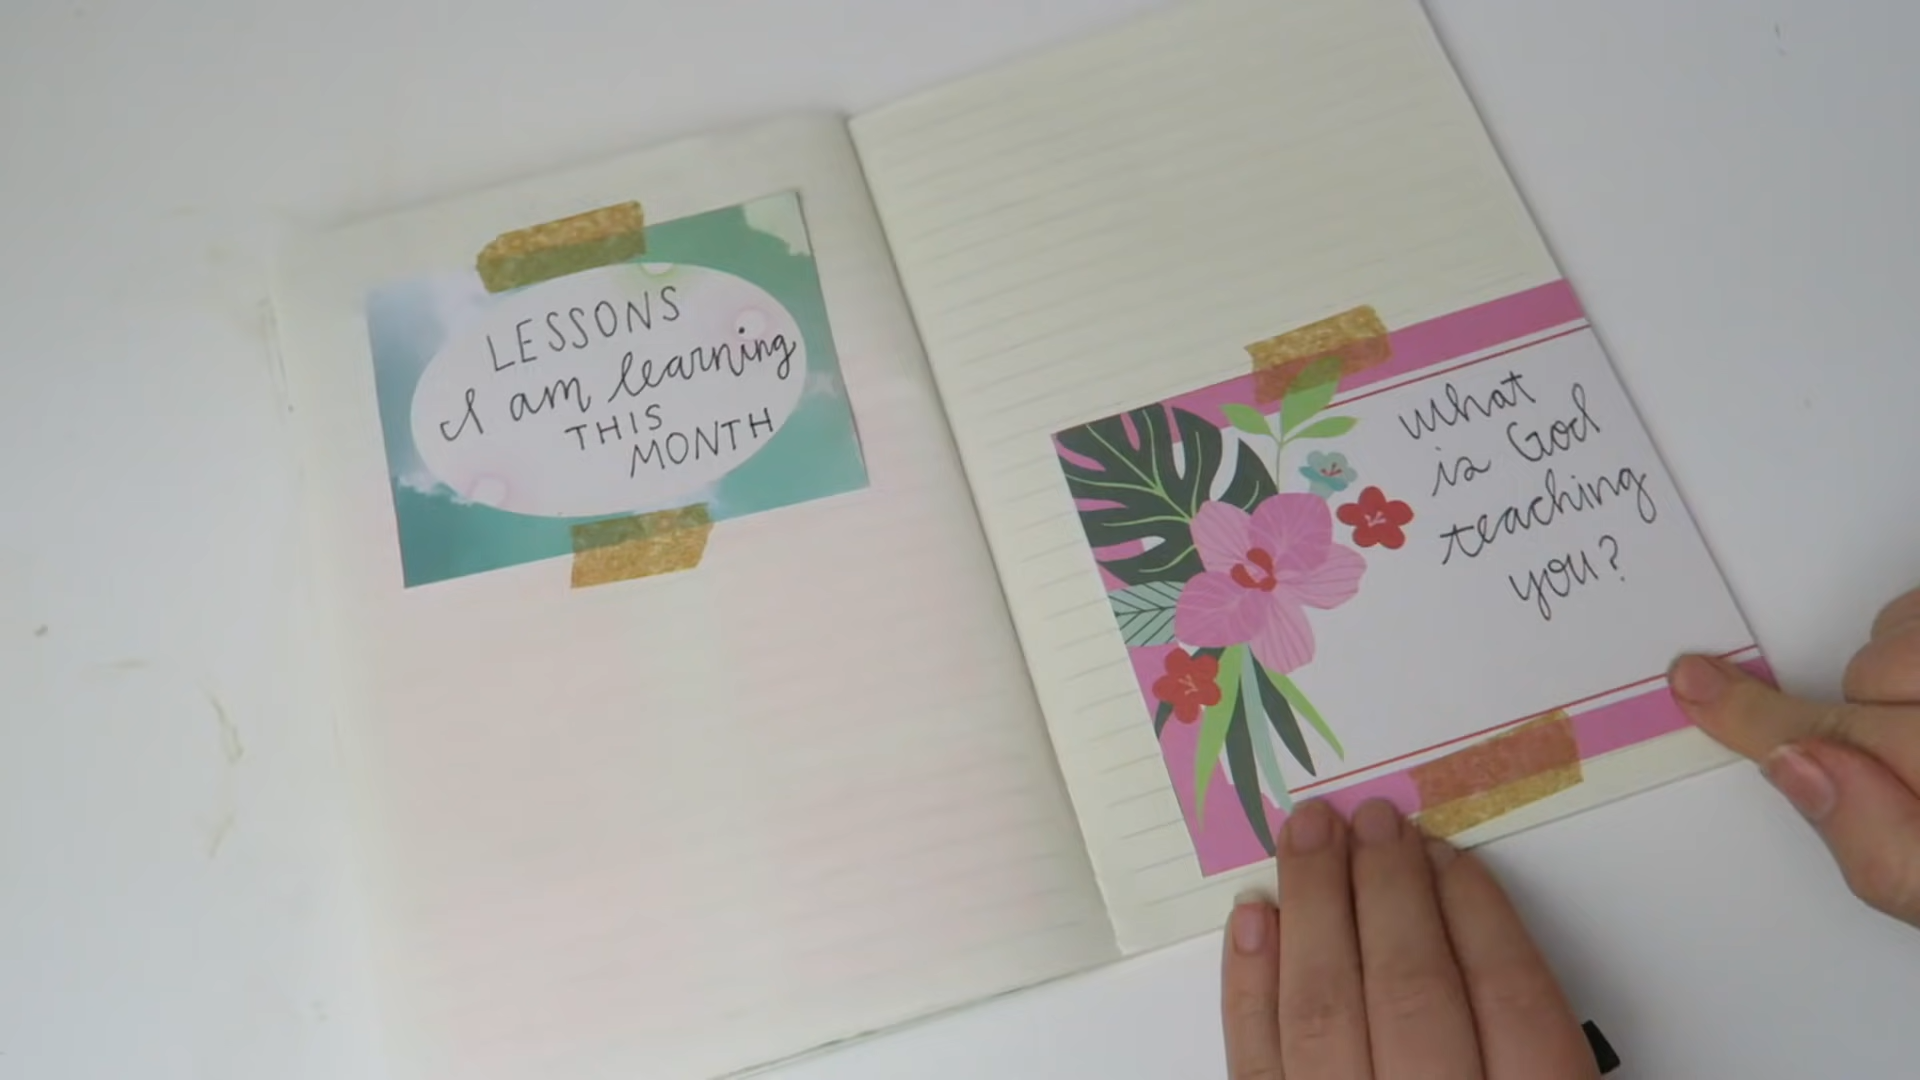 LESSONS
I am learning
THIS
MONTH
What
is God
teaching
you?